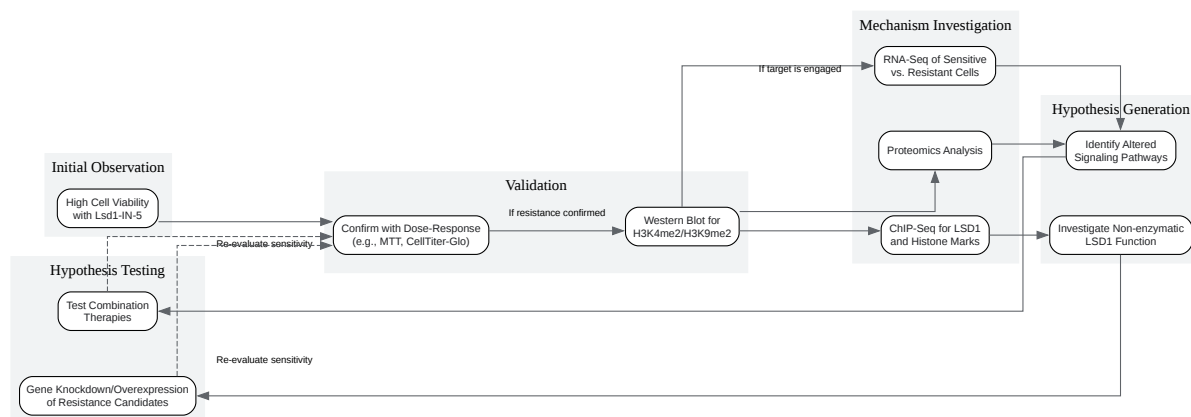 Mechanism Investigation
RNA-Seq of Sensitive
vs. Resistant Cells
If target is engaged
Hypothesis Generation
Proteomics Analysis
Identify Altered
Signaling Pathways
Initial Observation
High Cell Viability
with Lsd1-IN-5
Validation
If resistance confirmed
Confirm with Dose-Response
(e.g., MTT, CellTiter-Glo)
Western Blot for
H3K4me2/H3K9me2
ChIP-Seq for LSD1
and Histone Marks
Investigate Non-enzymatic
LSD1 Function
Re-evaluate sensitivity
Hypothesis Testing
Test Combination
Therapies
Re-evaluate sensitivity
Gene Knockdown/Overexpression
of Resistance Candidates